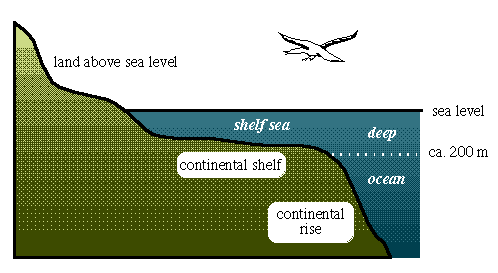 land above sea level
sea level
shelf sea
deep
ca. 200 m
continental shelf
ocean
continental
rise